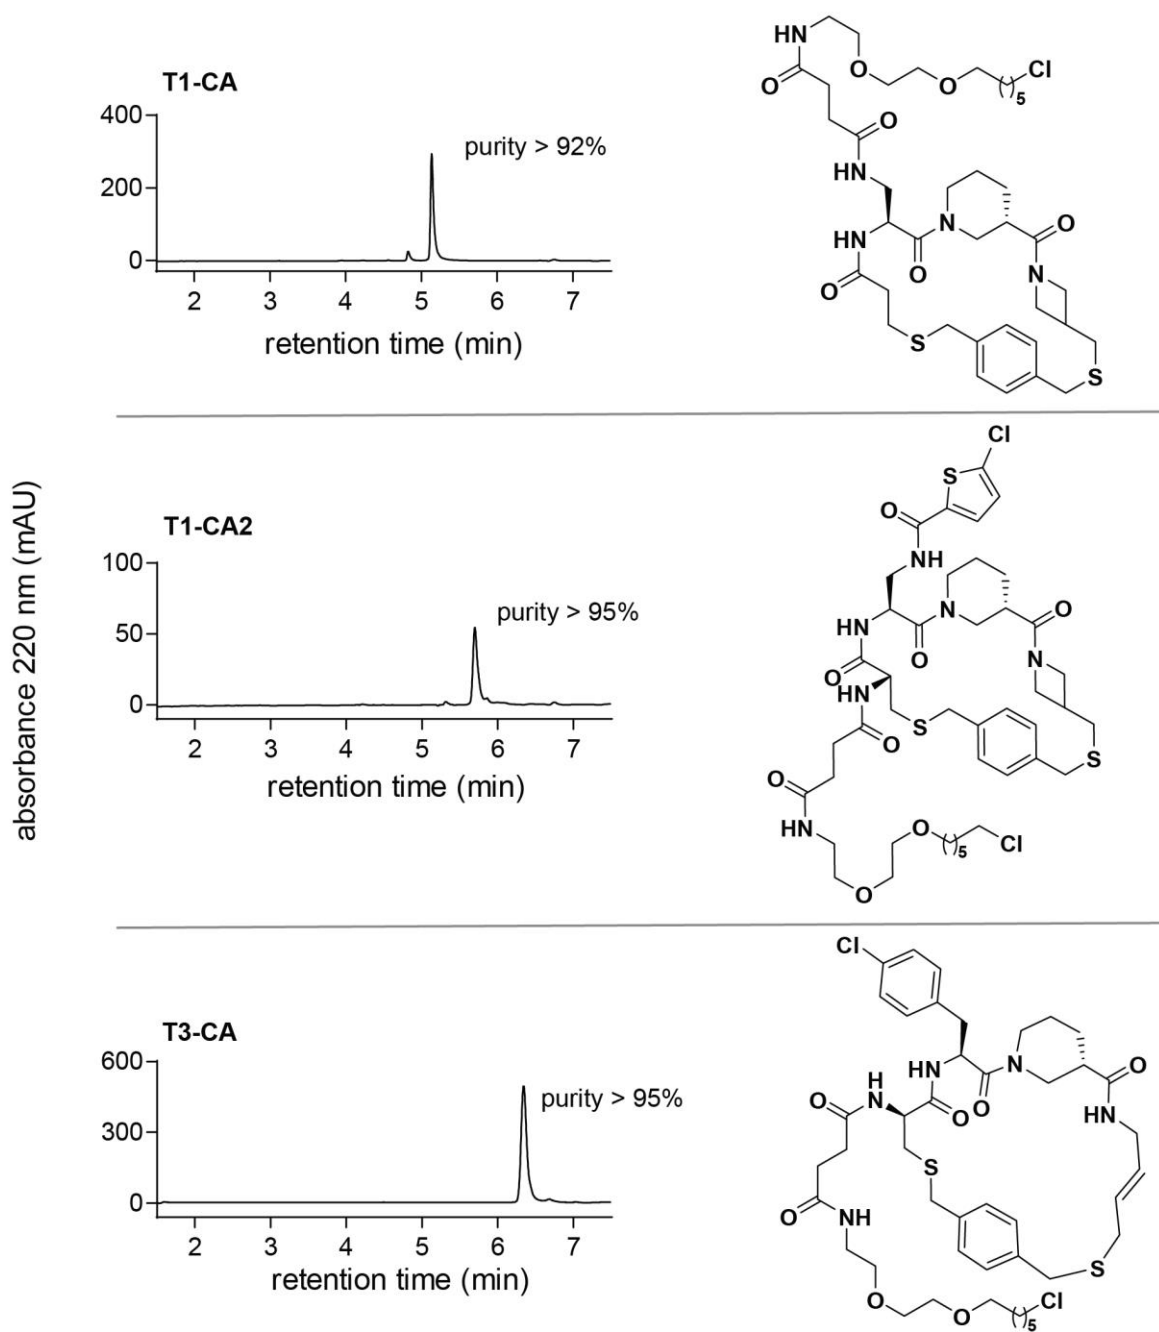 absorbance 220 nm (mAU)
T1-CA
400
200
0
purity > 92%
2 3 4 5 6 7
retention time (min)
HN
O
O
O
( )5
Cl
O
HN
HN
O
N
O
O
N
S
S
T1-CA2
100
50
0
purity > 95%
2 3 4 5 6 7
retention time (min)
Cl
S
O
NH
HN
N
O
O
O
HN
N
S
O
S
O
HN
O
( )5
Cl
O
T3-CA
600
300
0
purity > 95%
2 3 4 5 6 7
retention time (min)
Cl
HN
N
O
H
N
O
O
O
HN
S
O
NH
S
O
O
( )5
Cl